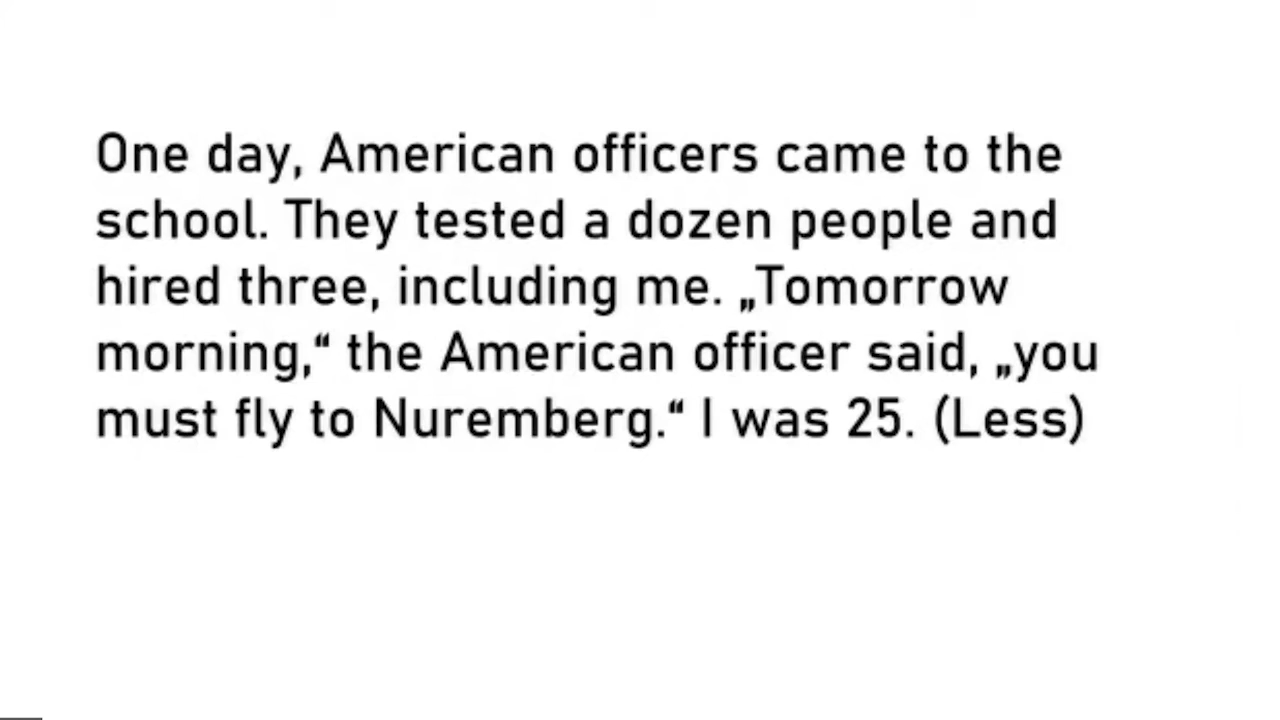 One day, American officers came to the
school. They tested a dozen people and
hired three, including me. „Tomorrow
morning,“ the American officer said, „you
must fly to Nuremberg.“ I was 25. (Less)